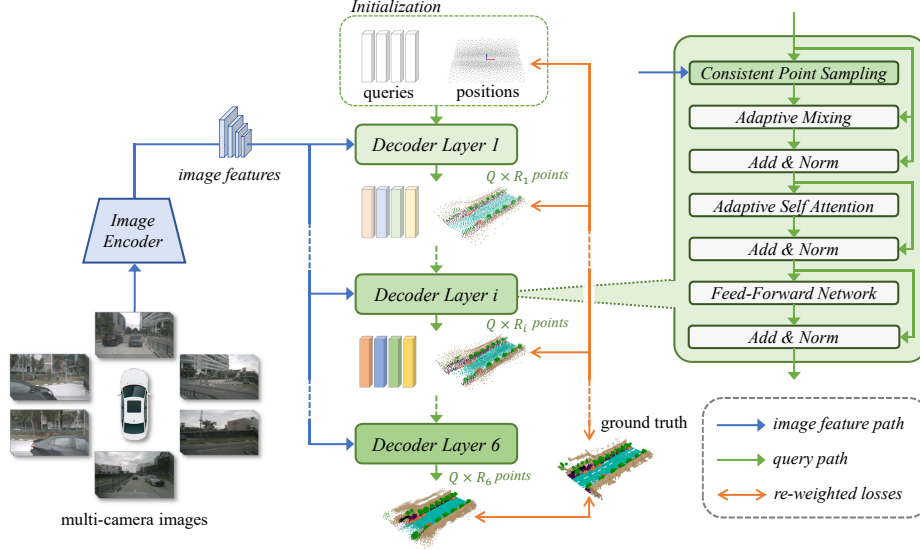 Initialization
queries
positions
image features
Image
Encoder
multi-camera images
Decoder Layer 1
Q × R₁ points
Decoder Layer i
Q × Rᵢ points
Decoder Layer 6
Q × R₆ points
ground truth
Consistent Point Sampling
Adaptive Mixing
Add & Norm
Adaptive Self Attention
Add & Norm
Feed-Forward Network
Add & Norm
image feature path
query path
re-weighted losses